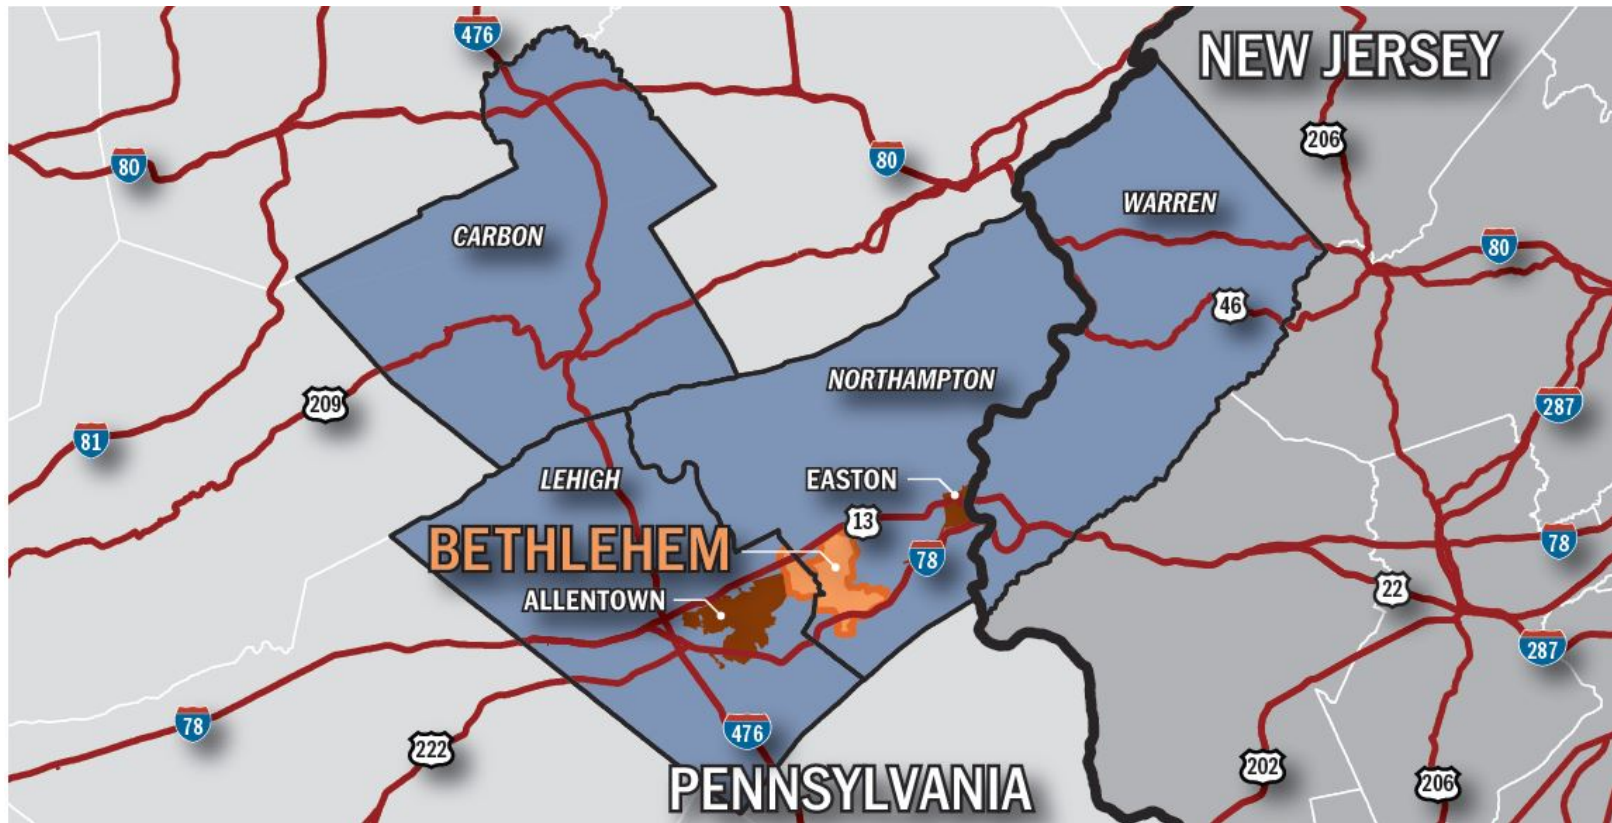 476
NEW JERSEY
206
80
80
WARREN
CARBON
80
46
NORTHAMPTON
209
287
81
LEHIGH
EASTON
13
BETHLEHEM
78
78
ALLENTOWN
22
287
78
476
222
PENNSYLVANIA
202
206